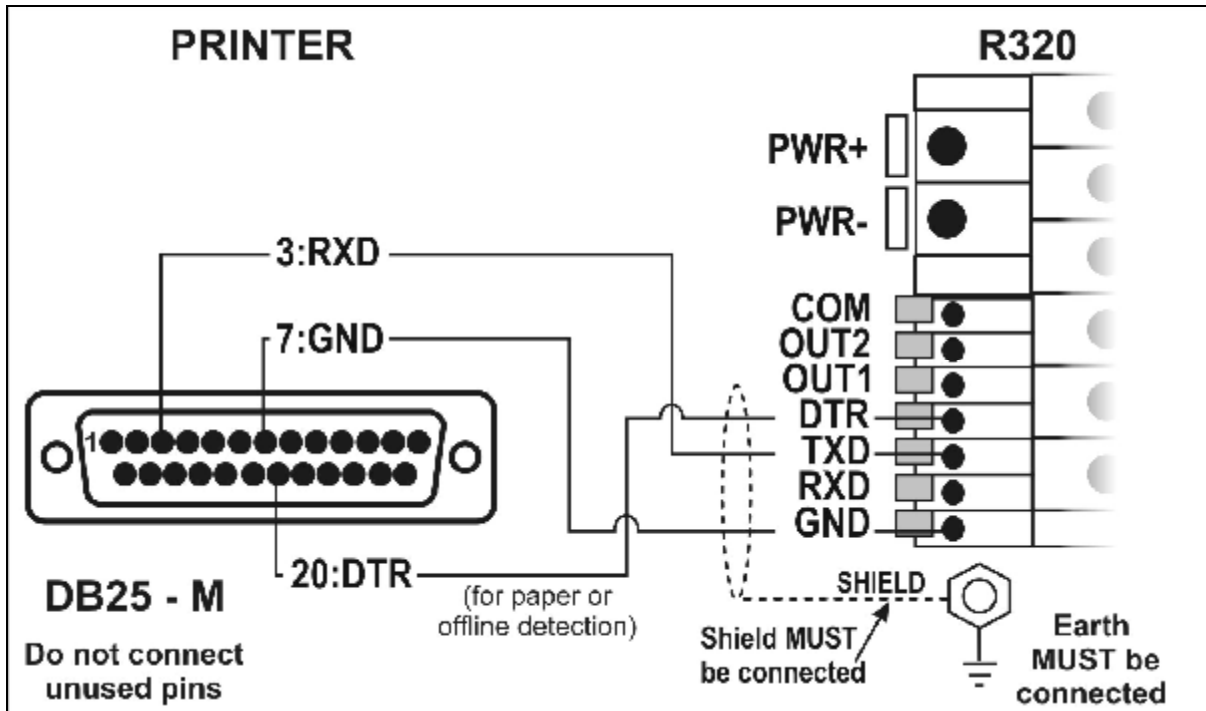 PRINTER
R320
PWR+
PWR-
3:RXD
COM
7:GND
OUT2
OUT1
DTR
1
TXD
RXD
GND
20:DTR
(for paper or
offline detection)
SHIELD
DB25 - M
Do not connect
unused pins
Shield MUST
be connected
Earth
MUST be
connected